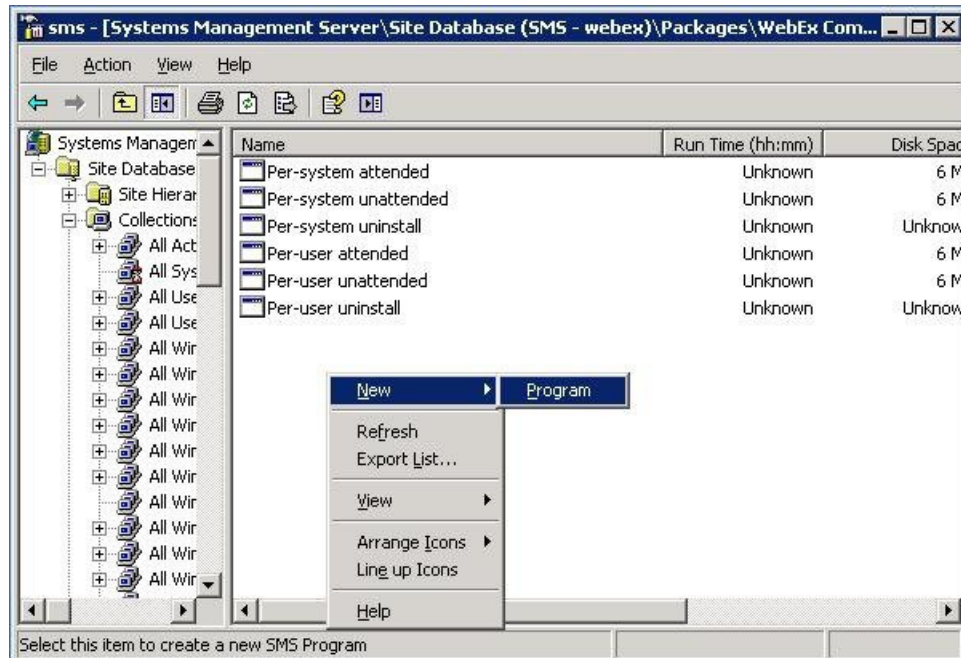 sms - [Systems Management Server\Site Database (SMS - webex)\Packages\WebEx Com...
File Action View Help
Systems Managem
Site Database
Site Hierar
Collections
All Act
All Sys
All Use
All Use
All Wir
All Wir
All Wir
All Wir
All Wir
All Wir
All Wir
All Wir
All Wir
All Wir
Name Run Time (hh:mm) Disk Spac
Per-system attended Unknown 6 M
Per-system unattended Unknown 6 M
Per-system uninstall Unknown Unknow
Per-user attended Unknown 6 M
Per-user unattended Unknown 6 M
Per-user uninstall Unknown Unknow
New Program
Refresh
Export List...
View
Arrange Icons
Line up Icons
Help
Select this item to create a new SMS Program